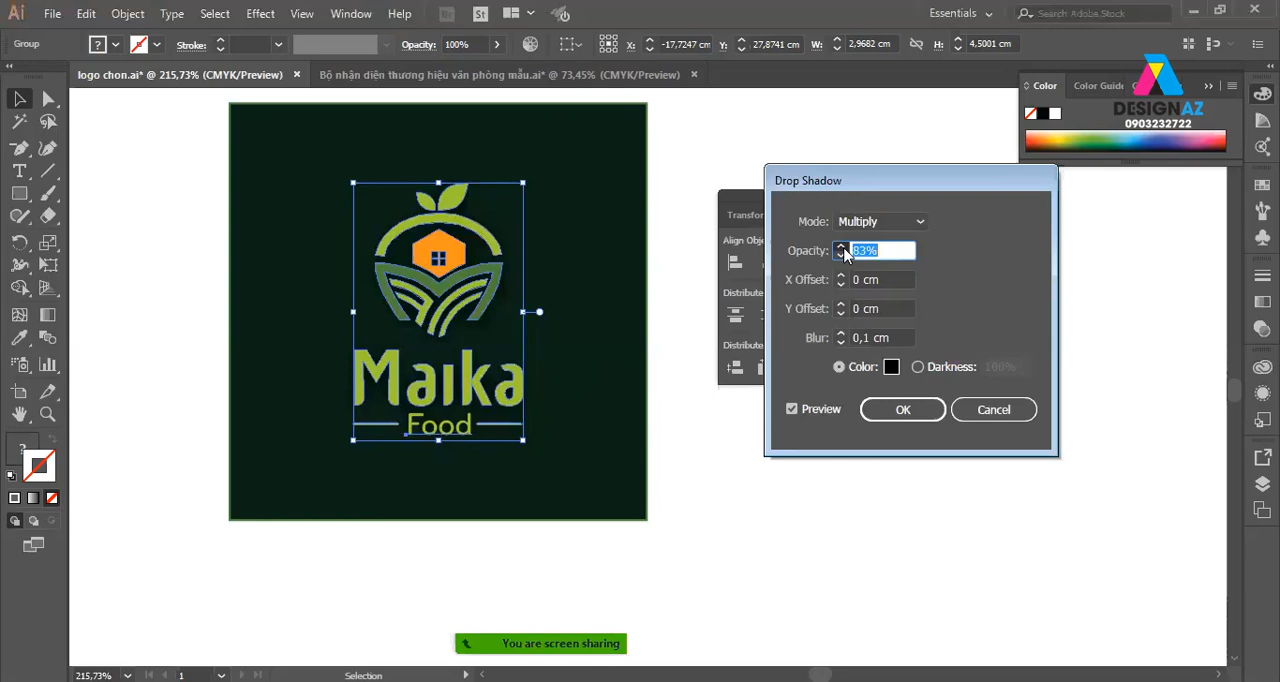 Ai File Edit Object Type Select Effect View Window Help Br St Essentials Search Adobe Stock
Group ? Stroke: Opacity: 100% X: -17,7247 cm Y: 27,8741 cm W: 2,9682 cm H: 4,5001 cm
logo chon.ai* @ 215,73% (CMYK/Preview) × Bộ nhận diện thương hiệu văn phòng mẫu.ai* @ 73,45% (CMYK/Preview) ×
Color Color Guide
DESIGNAZ
0903232722
Drop Shadow
Mode: Multiply
Opacity: 83%
X Offset: 0 cm
Y Offset: 0 cm
Blur: 0,1 cm
Color: Darkness: 100%
Preview OK Cancel
Transfor
Align Obje
Distribute
Distribute
Maika
Food
?
You are screen sharing
215,73% 1 Selection